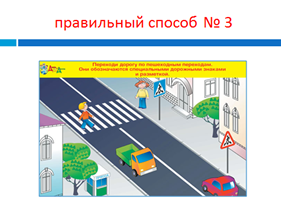 правильный способ № 3
Переходи дорогу по пешеходным переходам.
Они обозначаются специальными дорожными знаками
и разметкой.